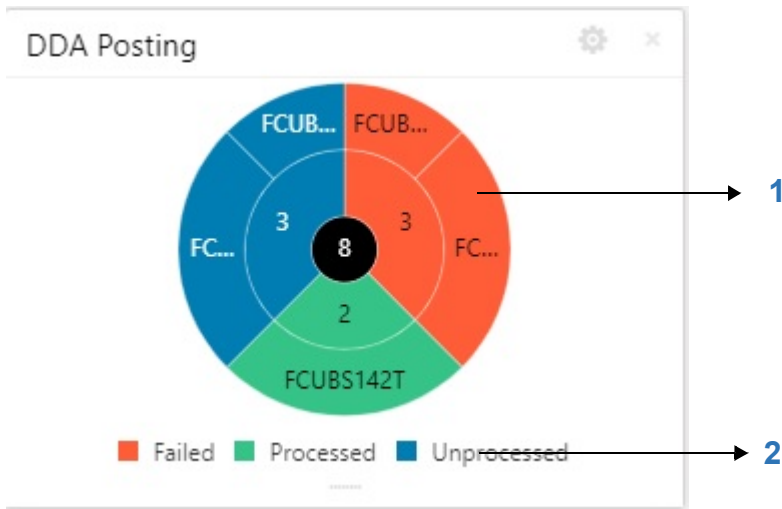 DDA Posting
FCUB... FCUB...
1
3 3
FC... 8 FC...
2
FCUBS142T
Failed Processed Unprocessed
2